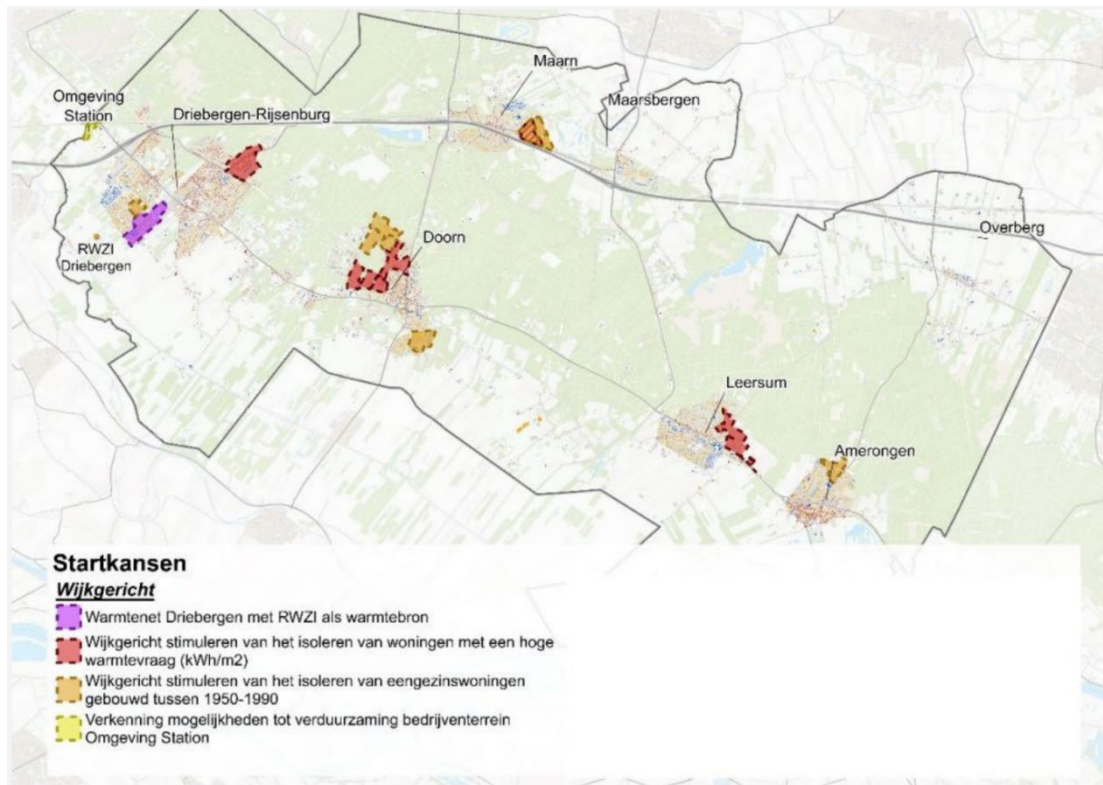 Maarn
Omgeving
Station
Maarsbergen
Driebergen-Rijsenburg
Overberg
Doorn
RWZI
Driebergen
Leersum
Amerongen
Startkansen
Wijkgericht
Warmtenet Driebergen met RWZI als warmtebron
Wijkgericht stimuleren van het isoleren van woningen met een hoge
warmtevraag (kWh/m2)
Wijkgericht stimuleren van het isoleren van eengezinswoningen
gebouwd tussen 1950-1990
Verkenning mogelijkheden tot verduurzaming bedrijventerrein
Omgeving Station